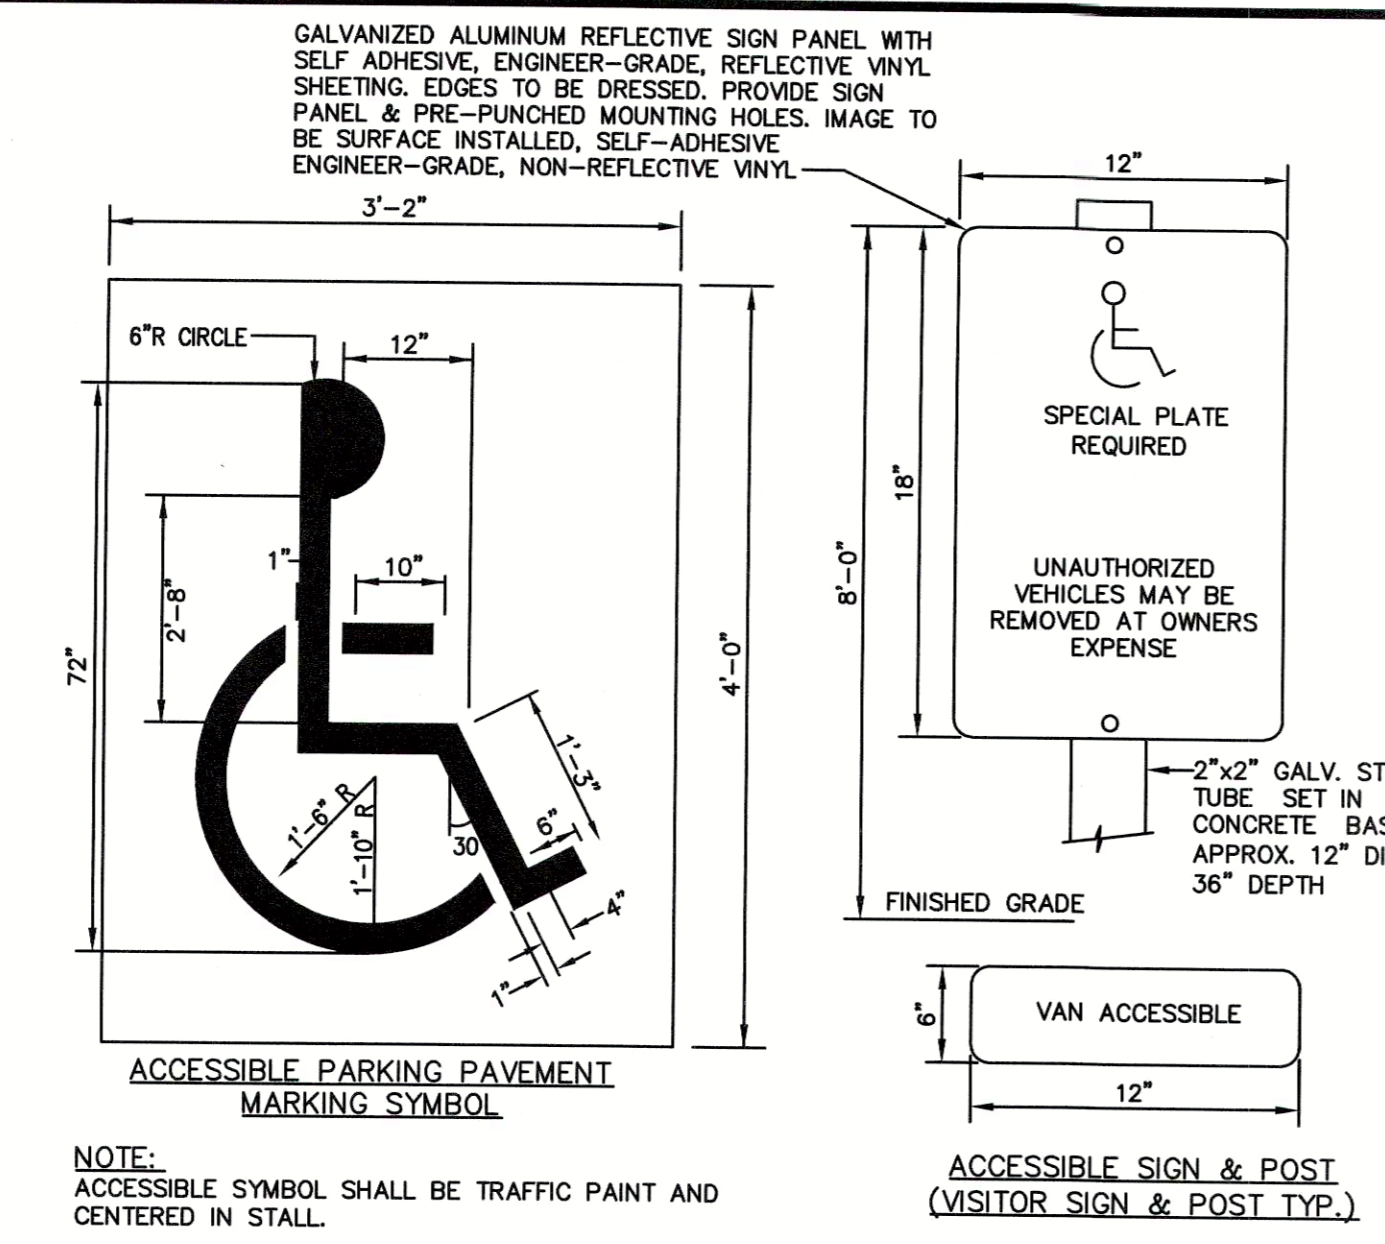 GALVANIZED ALUMINUM REFLECTIVE SIGN PANEL WITH
SELF ADHESIVE, ENGINEER-GRADE, REFLECTIVE VINYL
SHEETING. EDGES TO BE DRESSED. PROVIDE SIGN
PANEL & PRE-PUNCHED MOUNTING HOLES. IMAGE TO
BE SURFACE INSTALLED, SELF-ADHESIVE
ENGINEER-GRADE, NON-REFLECTIVE VINYL
3'-2"
6"R CIRCLE
12"
1"
10"
2'-8"
72"
4'-0"
1'-3"
6"
1'-6" R
1'-10" R
30
4"
1"
ACCESSIBLE PARKING PAVEMENT
MARKING SYMBOL
NOTE:
ACCESSIBLE SYMBOL SHALL BE TRAFFIC PAINT AND
CENTERED IN STALL.
12"
18"
8'-0"
SPECIAL PLATE
REQUIRED
UNAUTHORIZED
VEHICLES MAY BE
REMOVED AT OWNERS
EXPENSE
2"x2" GALV. ST
TUBE SET IN
CONCRETE BAS
APPROX. 12" DI
36" DEPTH
FINISHED GRADE
6"
VAN ACCESSIBLE
12"
ACCESSIBLE SIGN & POST
(VISITOR SIGN & POST TYP.)